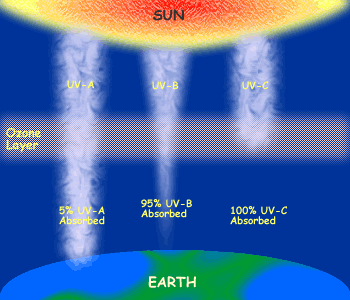 SUN
UV-A
UV-B
UV-C
Ozone
Layer
5% UV-A
Absorbed
95% UV-B
Absorbed
100% UV-C
Absorbed
EARTH